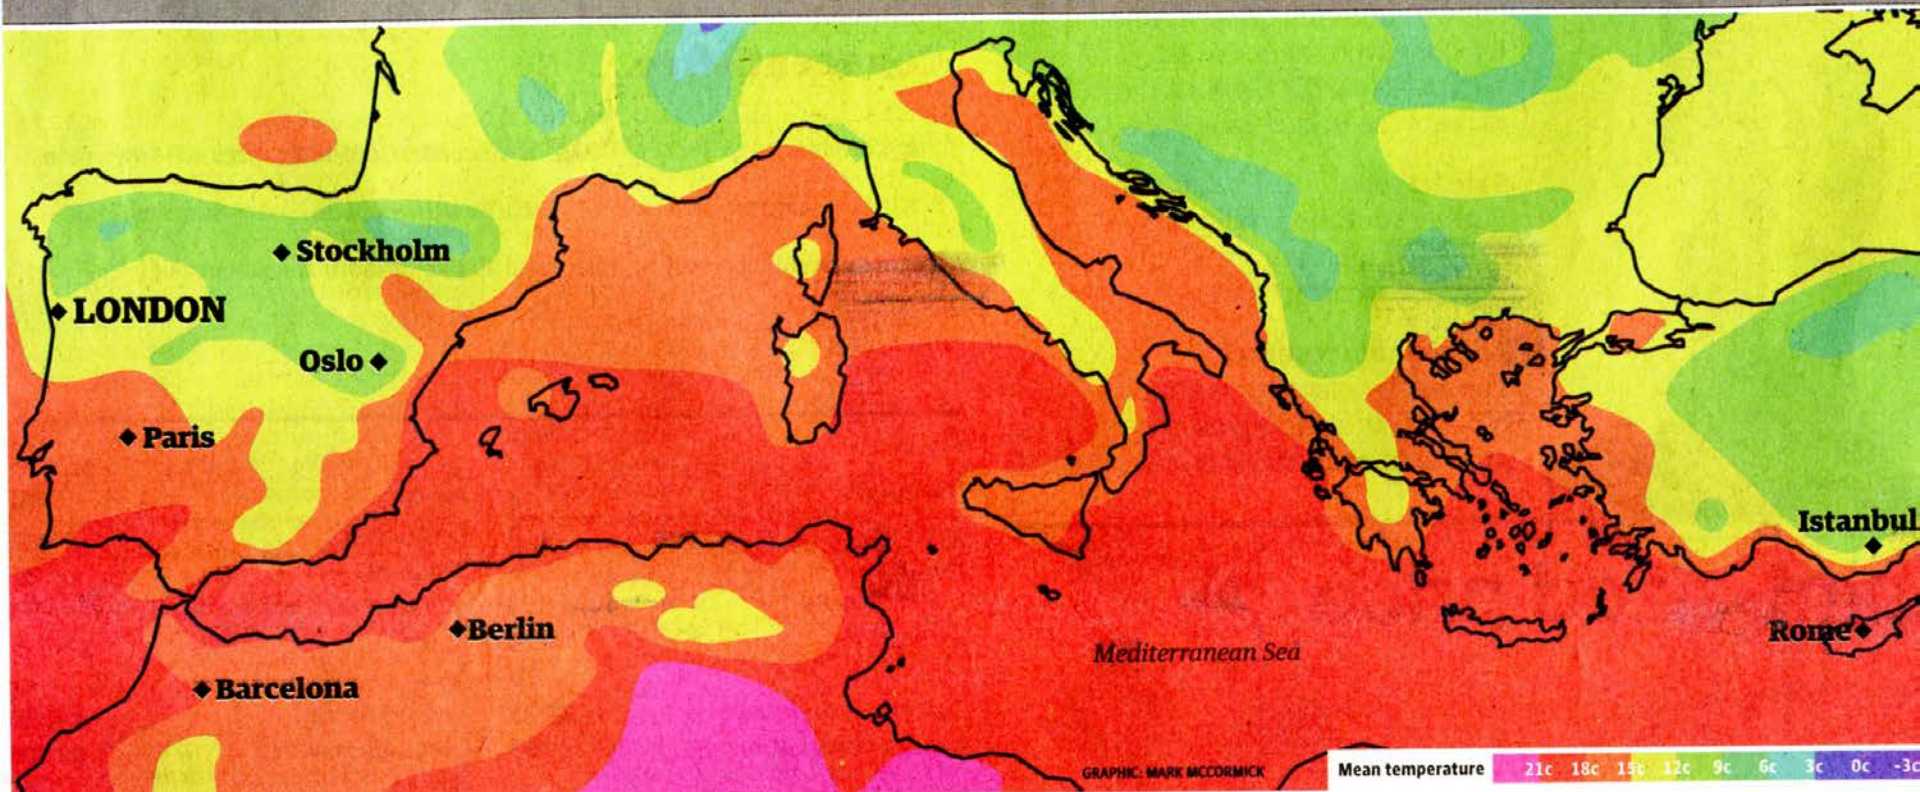 Stockholm
LONDON
Oslo
Paris
Istanbul
Berlin
Rome
Mediterranean Sea
Barcelona
GRAPHIC: MARK MCCORMICK
Mean temperature 21c 18c 15c 12c 9c 6c 3c 0c -3c